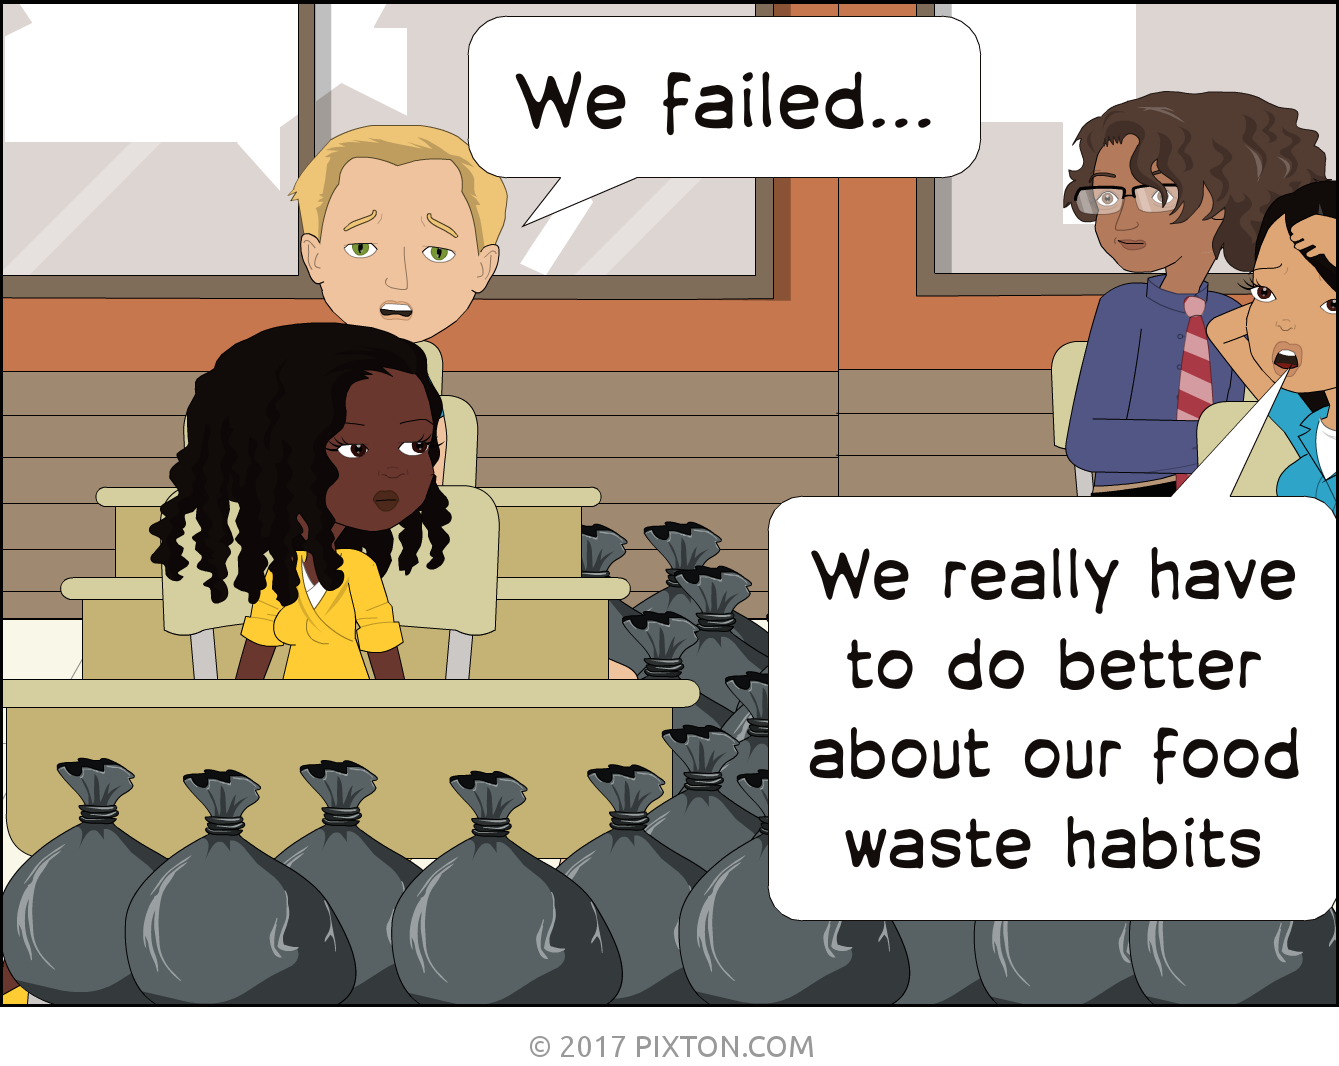 We failed...
We really have
to do better
about our food
waste habits
© 2017 PIXTON.COM